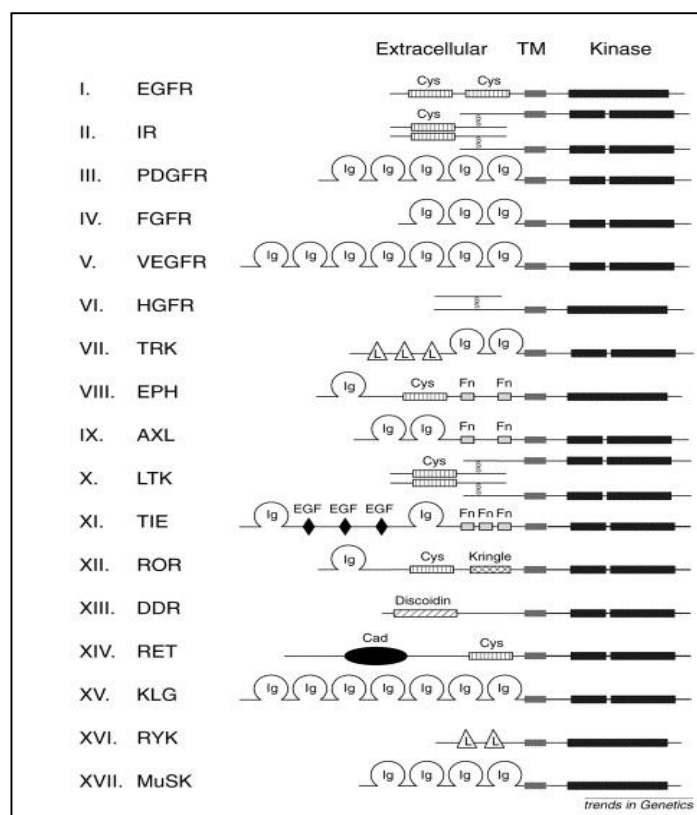 Extracellular TM Kinase
I. EGFR Cys Cys
II. IR Cys
III. PDGFR Ig Ig Ig Ig Ig
IV. FGFR Ig Ig Ig
V. VEGFR Ig Ig Ig Ig Ig Ig Ig
VI. HGFR
VII. TRK L L L Ig Ig
VIII. EPH Ig Cys Fn Fn
IX. AXL Ig Ig Fn Fn
X. LTK Cys
XI. TIE Ig EGF EGF EGF Ig Fn Fn Fn
XII. ROR Ig Cys Kringle
XIII. DDR Discoidin
XIV. RET Cad Cys
XV. KLG Ig Ig Ig Ig Ig Ig Ig
XVI. RYK L L
XVII. MuSK Ig Ig Ig Ig
trends in Genetics